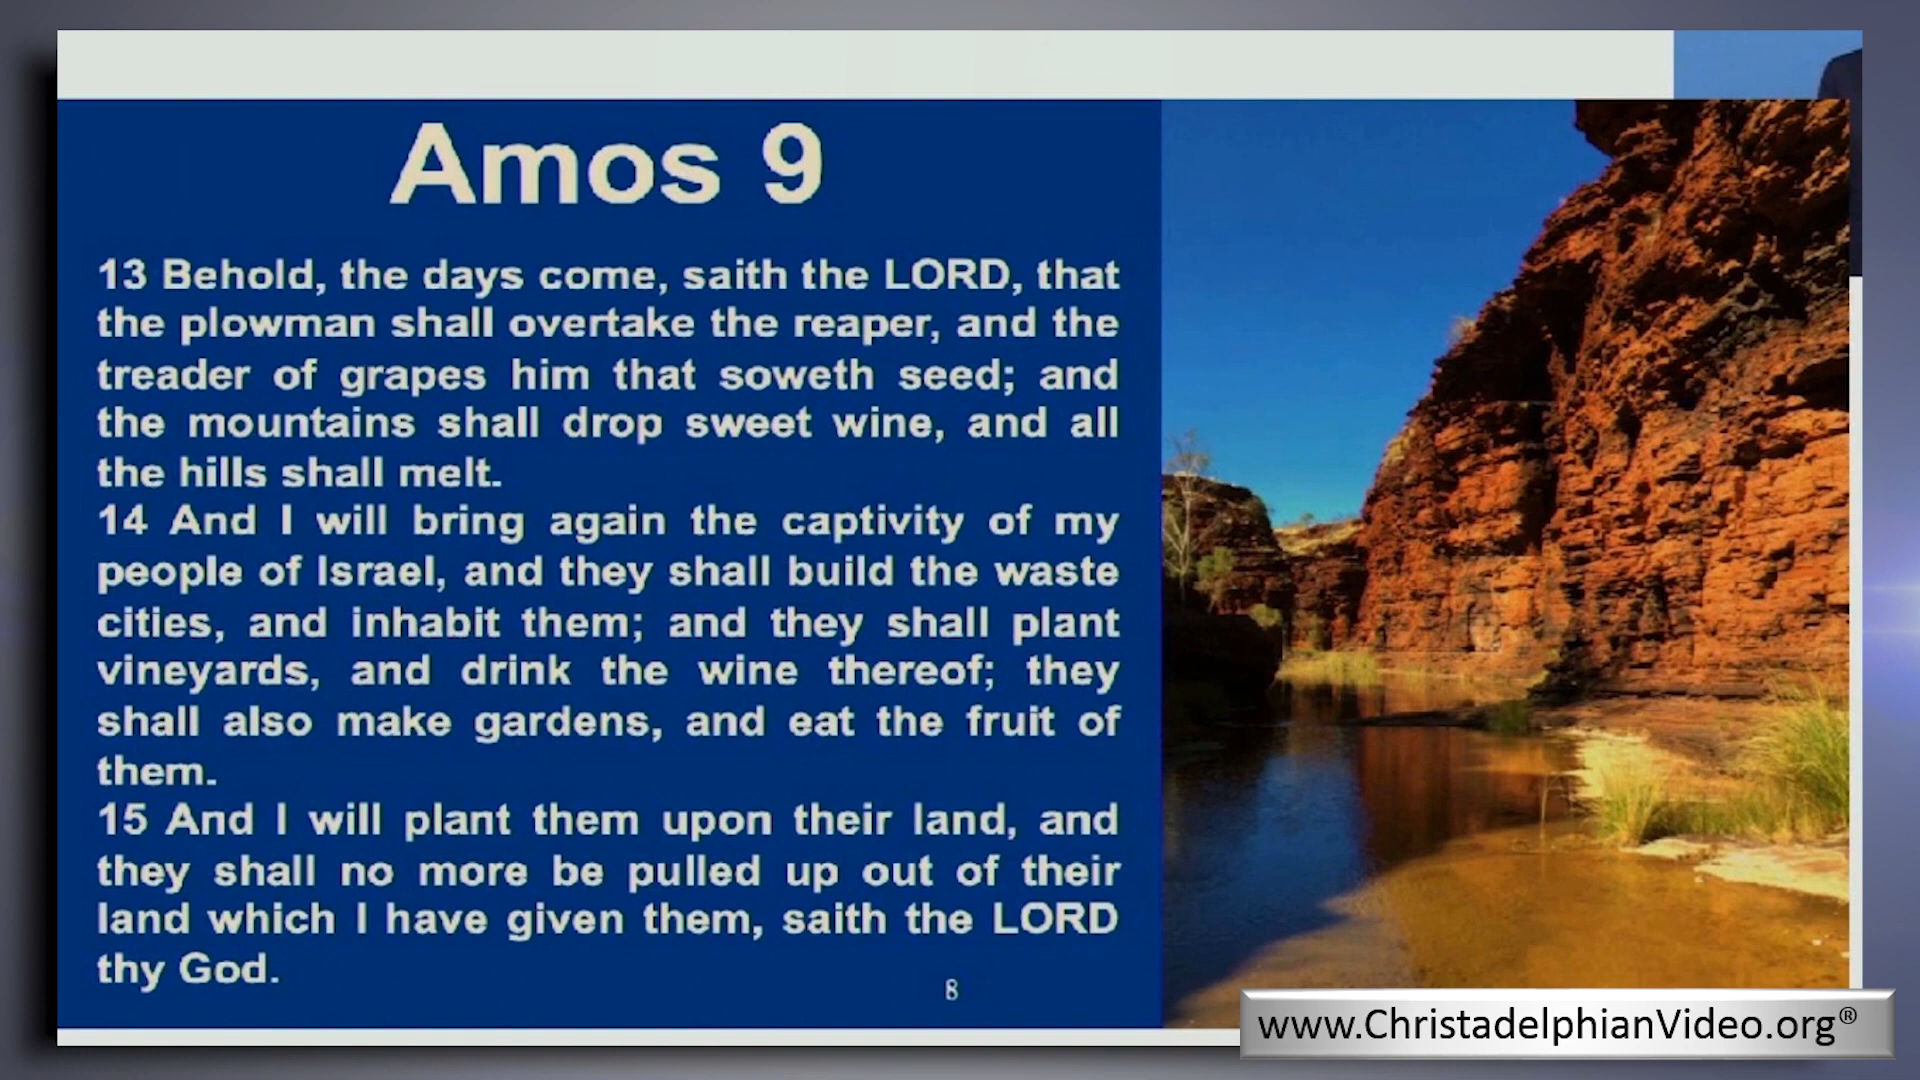 Amos 9
13 Behold, the days come, saith the LORD, that
the plowman shall overtake the reaper, and the
treader of grapes him that soweth seed; and
the mountains shall drop sweet wine, and all
the hills shall melt.
14 And I will bring again the captivity of my
people of Israel, and they shall build the waste
cities, and inhabit them; and they shall plant
vineyards, and drink the wine thereof; they
shall also make gardens, and eat the fruit of
them.
15 And I will plant them upon their land, and
they shall no more be pulled up out of their
land which I have given them, saith the LORD
thy God.
8
www.ChristadelphianVideo.org®